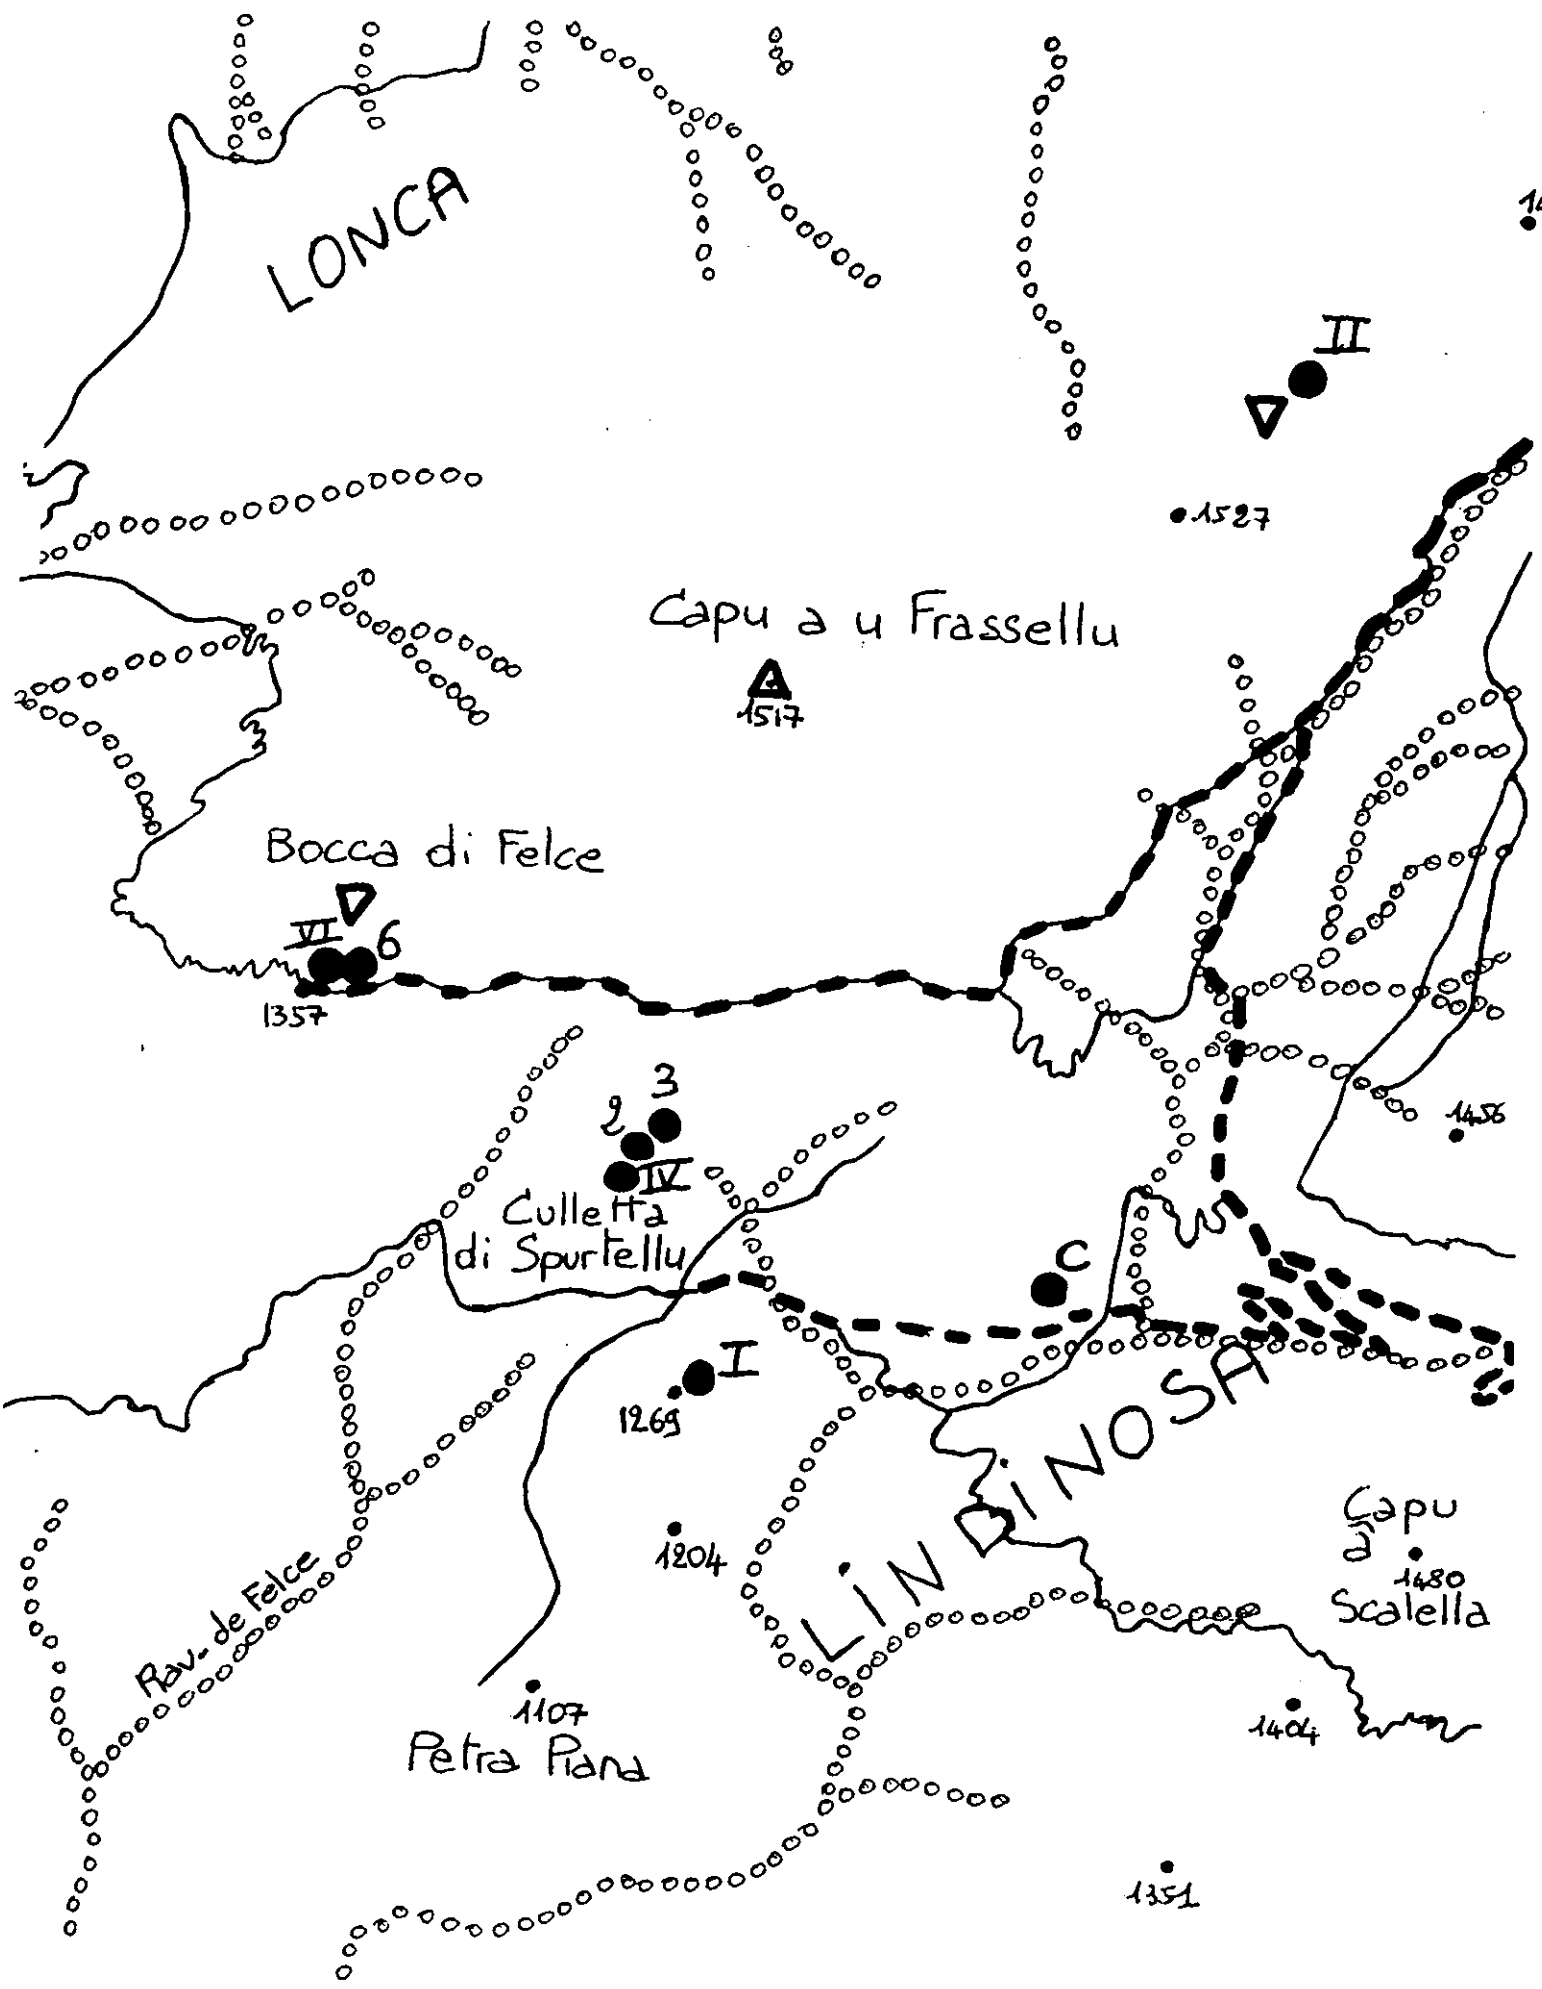 LONCA
14
II
1527
Capu a u Frassellu
1517
Bocca di Felce
VI
6
1357
3
2
IV
Culletta
di Spurtellu
1456
C
I
1269
LINDINOSA
1204
Capu
à
1480
Scalella
Rav. de Felce
1107
Petra Piana
1404
1351